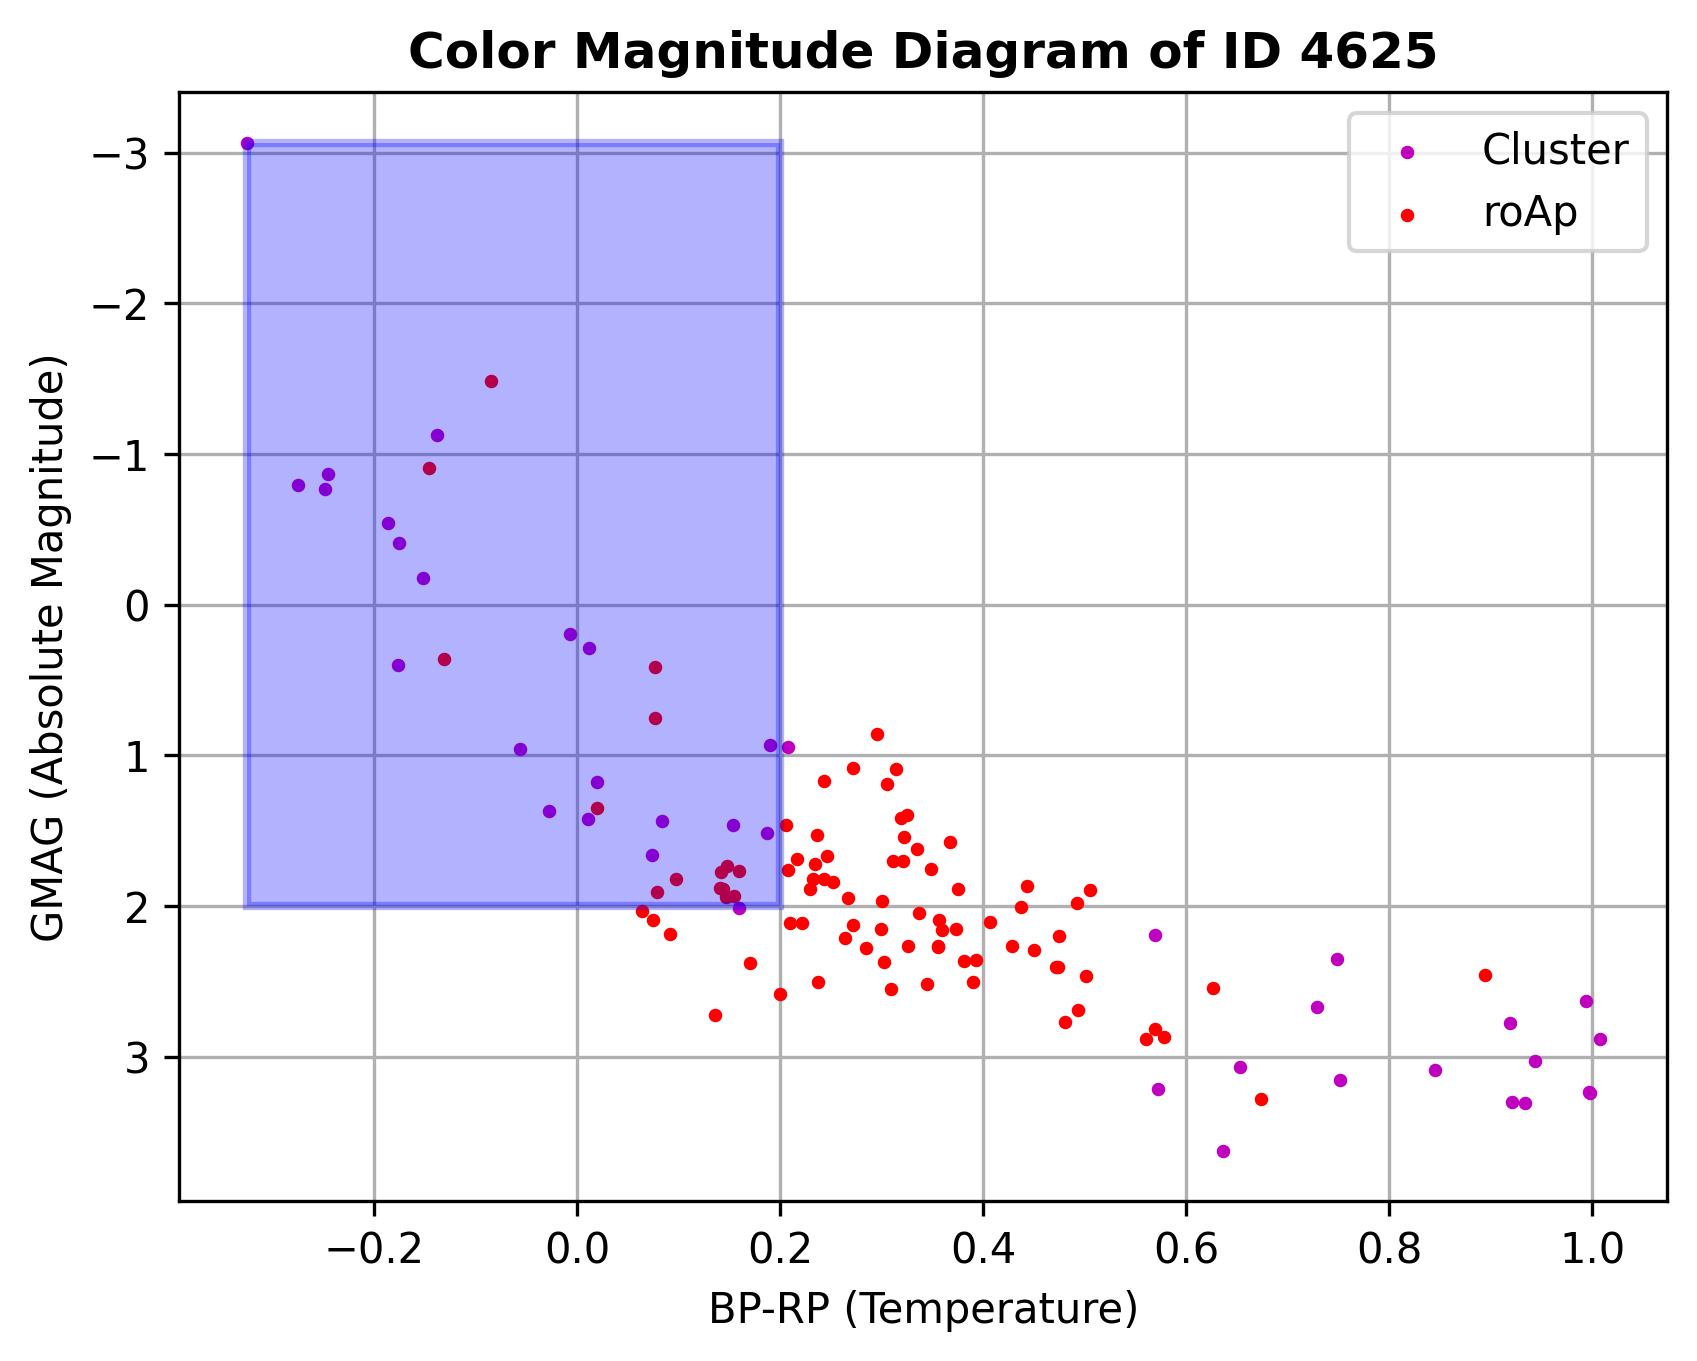 Color Magnitude Diagram of ID 4625
Cluster
roAp
−3
−2
−1
0
1
2
3
GMAG (Absolute Magnitude)
−0.2 0.0 0.2 0.4 0.6 0.8 1.0
BP-RP (Temperature)